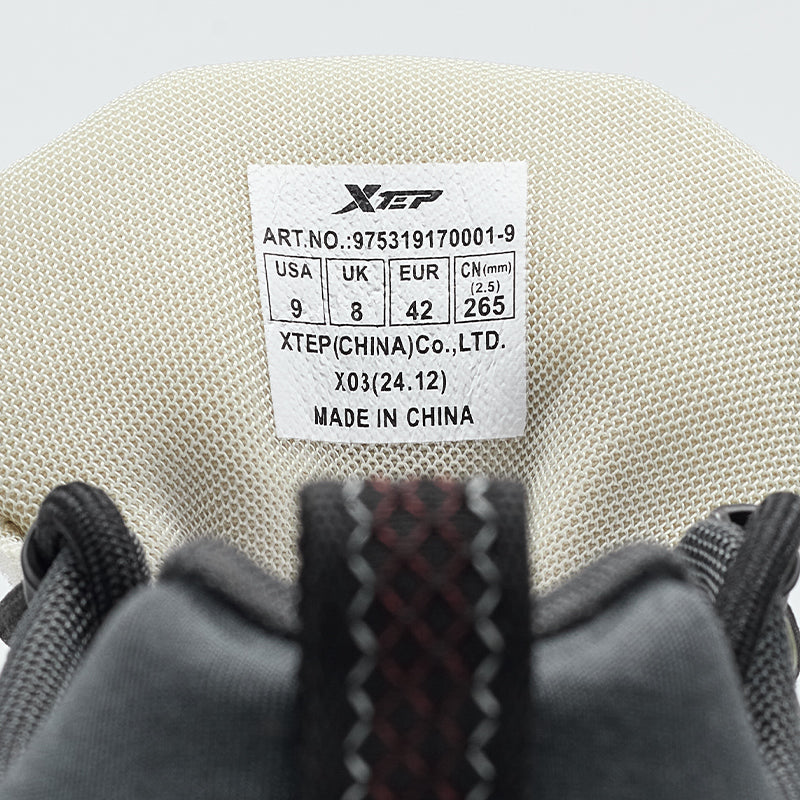 XTEP
ART.NO.:975319170001-9
USA UK EUR CN(mm)
(2.5)
9 8 42 265
XTEP(CHINA)Co.,LTD.
X03(24.12)
MADE IN CHINA